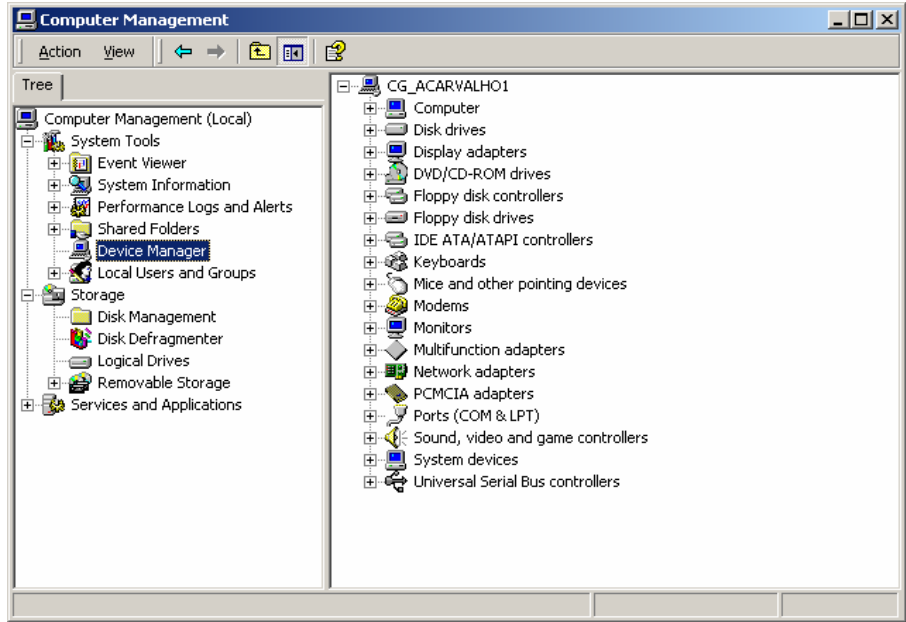 Computer Management
Action View
Tree
Computer Management (Local)
System Tools
Event Viewer
System Information
Performance Logs and Alerts
Shared Folders
Device Manager
Local Users and Groups
Storage
Disk Management
Disk Defragmenter
Logical Drives
Removable Storage
Services and Applications
CG_ACARVALHO1
Computer
Disk drives
Display adapters
DVD/CD-ROM drives
Floppy disk controllers
Floppy disk drives
IDE ATA/ATAPI controllers
Keyboards
Mice and other pointing devices
Modems
Monitors
Multifunction adapters
Network adapters
PCMCIA adapters
Ports (COM & LPT)
Sound, video and game controllers
System devices
Universal Serial Bus controllers